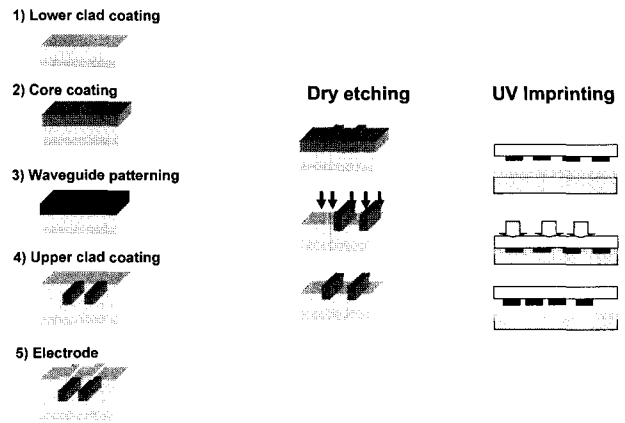 1) Lower clad coating
2) Core coating
3) Waveguide patterning
4) Upper clad coating
5) Electrode
Dry etching
UV Imprinting